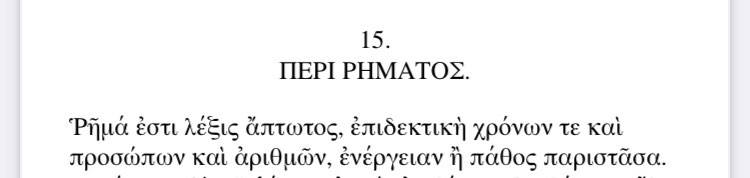 15.
ΠΕΡΙ ΡΗΜΑΤΟΣ.
Ῥῆμά ἐστι λέξις ἄπτωτος, ἐπιδεκτικὴ χρόνων τε καὶ
προσώπων καὶ ἀριθμῶν, ἐνέργειαν ἢ πάθος παριστᾶσα.